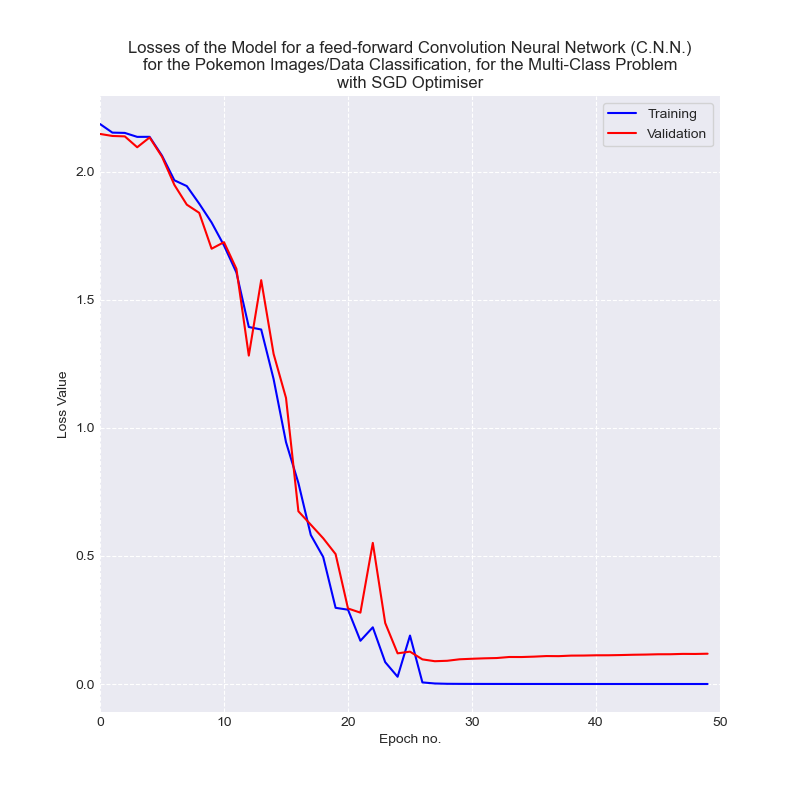 Losses of the Model for a feed-forward Convolution Neural Network (C.N.N.)
for the Pokemon Images/Data Classification, for the Multi-Class Problem
with SGD Optimiser
Training
Validation
2.0
1.5
1.0
0.5
0.0
Loss Value
0 10 20 30 40 50
Epoch no.